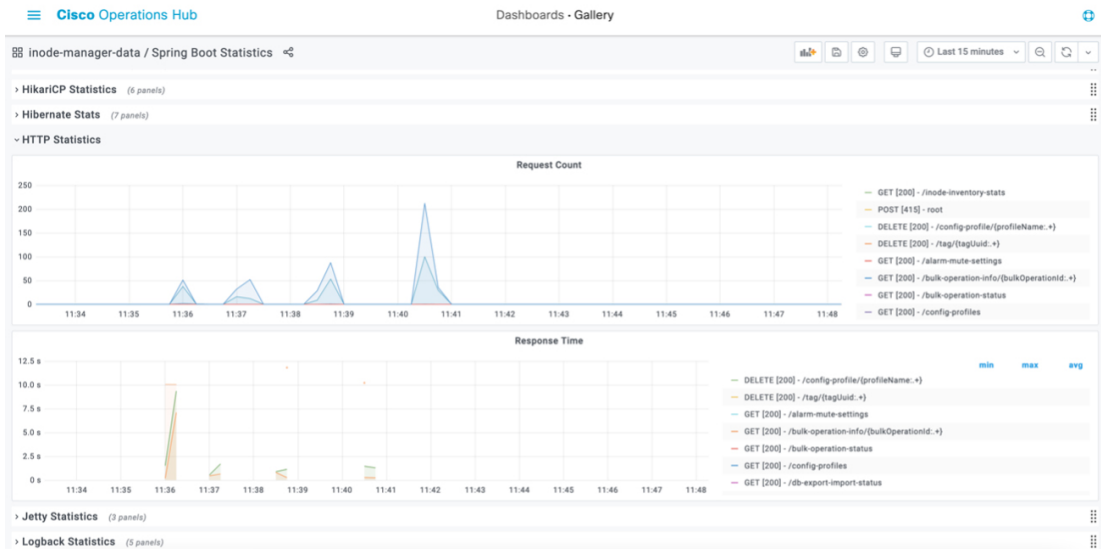 Cisco Operations Hub
Dashboards · Gallery
inode-manager-data / Spring Boot Statistics
Last 15 minutes
HikariCP Statistics (6 panels)
Hibernate Stats (7 panels)
HTTP Statistics
Request Count
250
200
150
100
50
0
11:34 11:35 11:36 11:37 11:38 11:39 11:40 11:41 11:42 11:43 11:44 11:45 11:46 11:47 11:48
GET [200] - /inode-inventory-stats
POST [415] - root
DELETE [200] - /config-profile/{profileName:.+}
DELETE [200] - /tag/{tagUuid:.+}
GET [200] - /alarm-mute-settings
GET [200] - /bulk-operation-info/{bulkOperationId:.+}
GET [200] - /bulk-operation-status
GET [200] - /config-profiles
Response Time
12.5 s
10.0 s
7.5 s
5.0 s
2.5 s
0 s
11:34 11:35 11:36 11:37 11:38 11:39 11:40 11:41 11:42 11:43 11:44 11:45 11:46 11:47 11:48
min max avg
DELETE [200] - /config-profile/{profileName:.+}
DELETE [200] - /tag/{tagUuid:.+}
GET [200] - /alarm-mute-settings
GET [200] - /bulk-operation-info/{bulkOperationId:.+}
GET [200] - /bulk-operation-status
GET [200] - /config-profiles
GET [200] - /db-export-import-status
Jetty Statistics (3 panels)
Logback Statistics (5 panels)